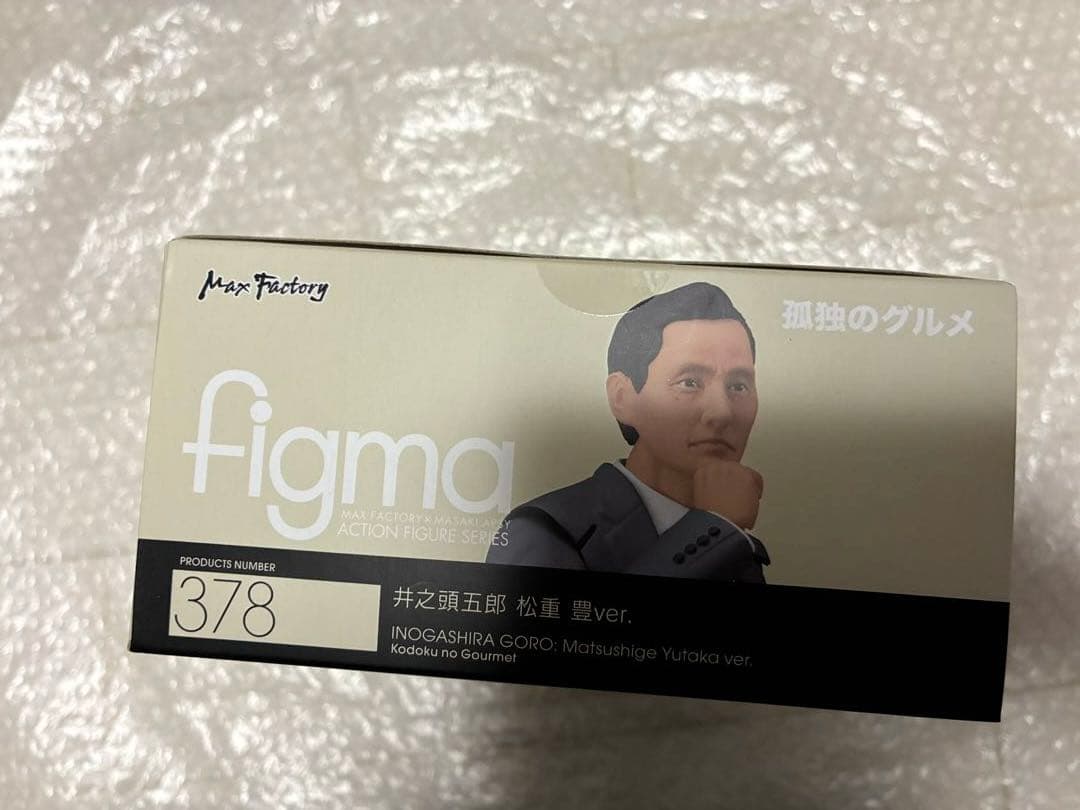 Max Factory
孤独のグルメ
figma
MAX FACTORY × MASAKI APSY
ACTION FIGURE SERIES
PRODUCTS NUMBER
378
井之頭五郎 松重 豊ver.
INOGASHIRA GORO: Matsushige Yutaka ver.
Kodoku no Gourmet